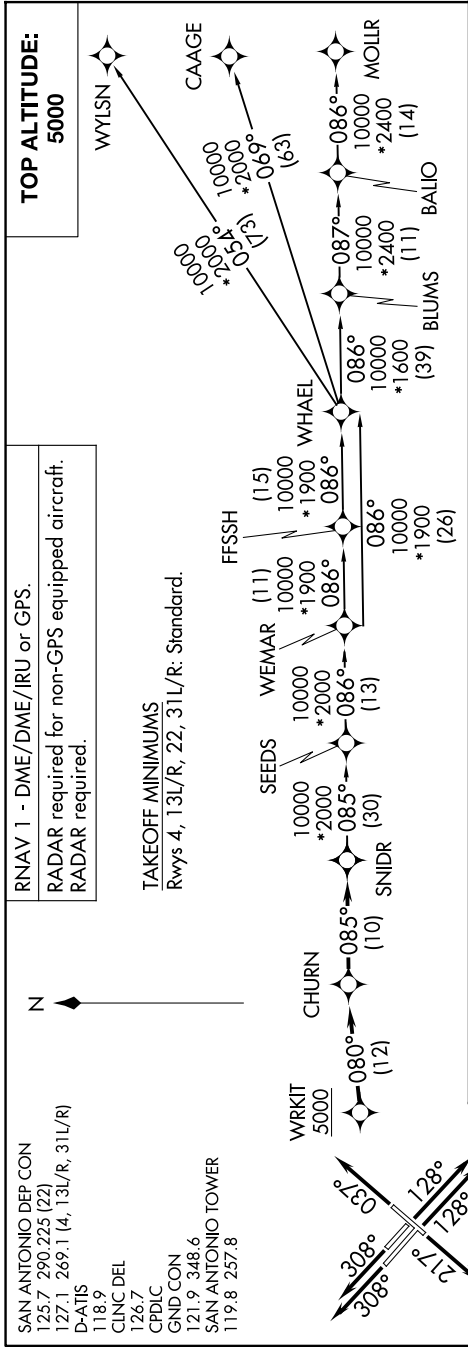 SAN ANTONIO DEP CON
125.7 290.225 (22)
127.1 269.1 (4, 13L/R, 31L/R)
D-ATIS
118.9
CLNC DEL
126.7
CPDLC
GND CON
121.9 348.6
SAN ANTONIO TOWER
119.8 257.8
RNAV 1 - DME/DME/IRU or GPS.
RADAR required for non-GPS equipped aircraft.
RADAR required.
TOP ALTITUDE:
5000
N
TAKEOFF MINIMUMS
Rwys 4, 13L/R, 22, 31L/R: Standard.
308°
308°
037°
217°
128°
128°
WRKIT
5000
080°
(12)
CHURN
085°
(10)
SNIDR
10000
*2000
085°
(30)
SEEDS
10000
*2000
086°
(13)
WEMAR
(11)
10000
*1900
086°
FFSSH
(15)
10000
*1900
086°
086°
10000
*1900
(26)
WHAEL
10000
*2000
054°
(73)
WYLSN
10000
*2000
069°
(63)
CAAGE
086°
10000
*1600
(39)
BLUMS
087°
10000
*2400
(11)
BALIO
086°
10000
*2400
(14)
MOLLR